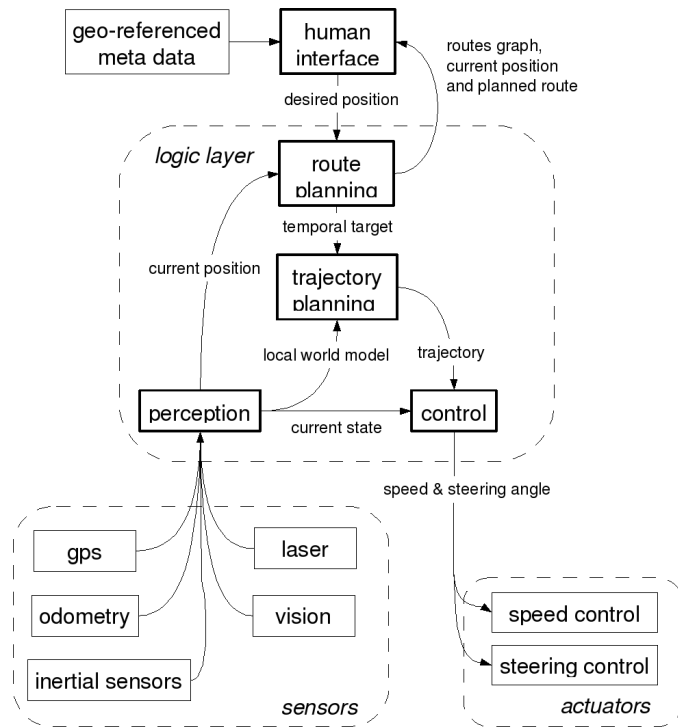 geo-referenced
meta data
human
interface
routes graph,
current position
and planned route
desired position
logic layer
route
planning
temporal target
current position
trajectory
planning
local world model
trajectory
perception
control
current state
speed & steering angle
gps
laser
odometry
vision
speed control
inertial sensors
steering control
sensors
actuators